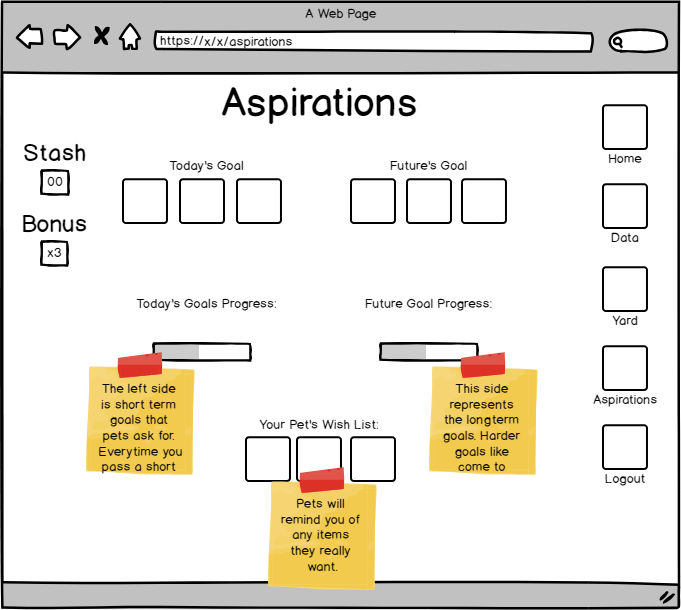 A Web Page
https://x/x/aspirations
Aspirations
Stash
00
Bonus
x3
Today's Goal
Future's Goal
Home
Data
Yard
Aspirations
Logout
Today's Goals Progress:
Future Goal Progress:
The left side
is short term
goals that
pets ask for.
Everytime you
pass a short
This side
represents
the longterm
goals. Harder
goals like
come to
Your Pet's Wish List:
Pets will
remind you of
any items
they really
want.